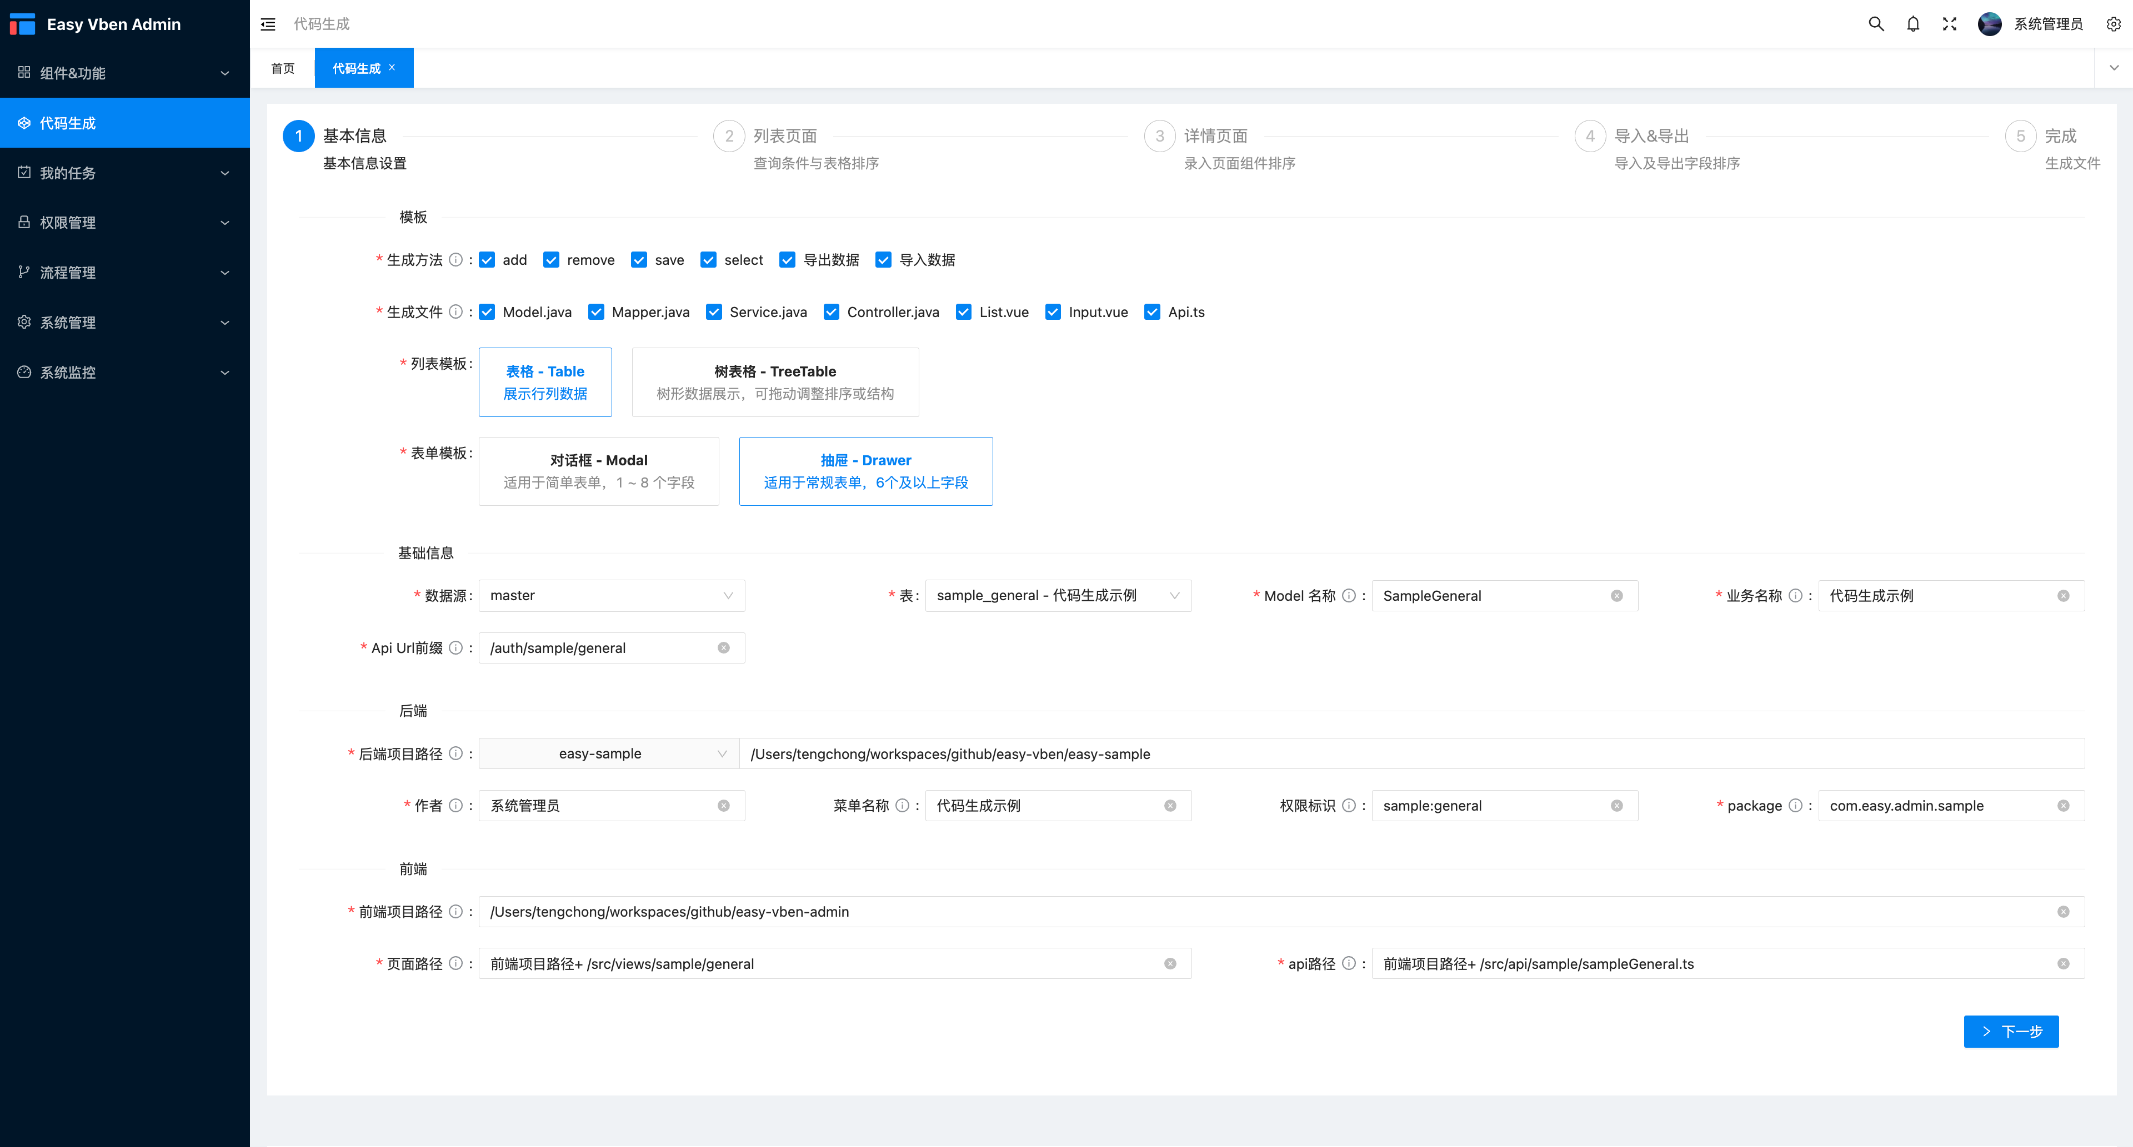 Easy Vben Admin
组件&功能
代码生成
我的任务
权限管理
流程管理
系统管理
系统监控
代码生成
系统管理员
首页
代码生成 ×
1 基本信息
基本信息设置
2 列表页面
查询条件与表格排序
3 详情页面
录入页面组件排序
4 导入&导出
导入及导出字段排序
5 完成
生成文件
模板
* 生成方法 : add remove save select 导出数据 导入数据
* 生成文件 : Model.java Mapper.java Service.java Controller.java List.vue Input.vue Api.ts
* 列表模板:
表格 - Table
展示行列数据
树表格 - TreeTable
树形数据展示，可拖动调整排序或结构
* 表单模板:
对话框 - Modal
适用于简单表单，1 ~ 8 个字段
抽屉 - Drawer
适用于常规表单，6个及以上字段
基础信息
* 数据源: master
* 表: sample_general - 代码生成示例
* Model 名称 : SampleGeneral
* 业务名称 : 代码生成示例
* Api Url前缀 : /auth/sample/general
后端
* 后端项目路径 : easy-sample /Users/tengchong/workspaces/github/easy-vben/easy-sample
* 作者 : 系统管理员
菜单名称 : 代码生成示例
权限标识 : sample:general
* package : com.easy.admin.sample
前端
* 前端项目路径 : /Users/tengchong/workspaces/github/easy-vben-admin
* 页面路径 : 前端项目路径+ /src/views/sample/general
* api路径 : 前端项目路径+ /src/api/sample/sampleGeneral.ts
下一步